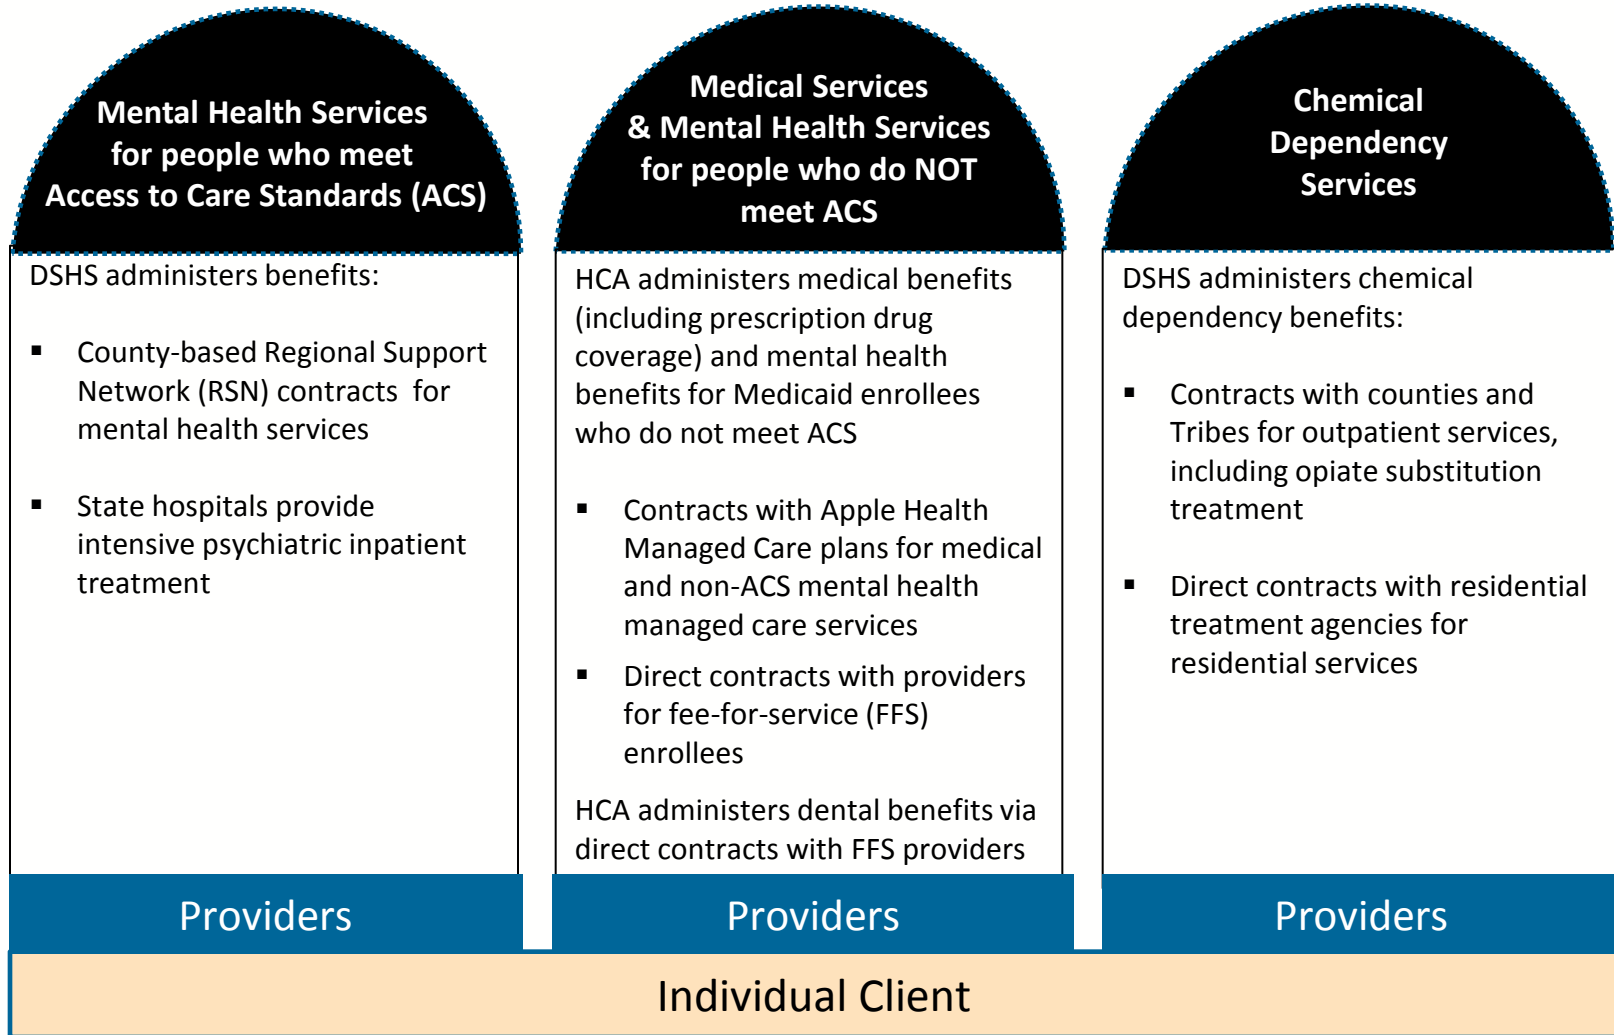 Mental Health Services
for people who meet
Access to Care Standards (ACS)
DSHS administers benefits:
▪ County-based Regional Support
Network (RSN) contracts for
mental health services
▪ State hospitals provide
intensive psychiatric inpatient
treatment
Providers
Medical Services
& Mental Health Services
for people who do NOT
meet ACS
HCA administers medical benefits
(including prescription drug
coverage) and mental health
benefits for Medicaid enrollees
who do not meet ACS
▪ Contracts with Apple Health
Managed Care plans for medical
and non-ACS mental health
managed care services
▪ Direct contracts with providers
for fee-for-service (FFS)
enrollees
HCA administers dental benefits via
direct contracts with FFS providers
Providers
Chemical
Dependency
Services
DSHS administers chemical
dependency benefits:
▪ Contracts with counties and
Tribes for outpatient services,
including opiate substitution
treatment
▪ Direct contracts with residential
treatment agencies for
residential services
Providers
Individual Client